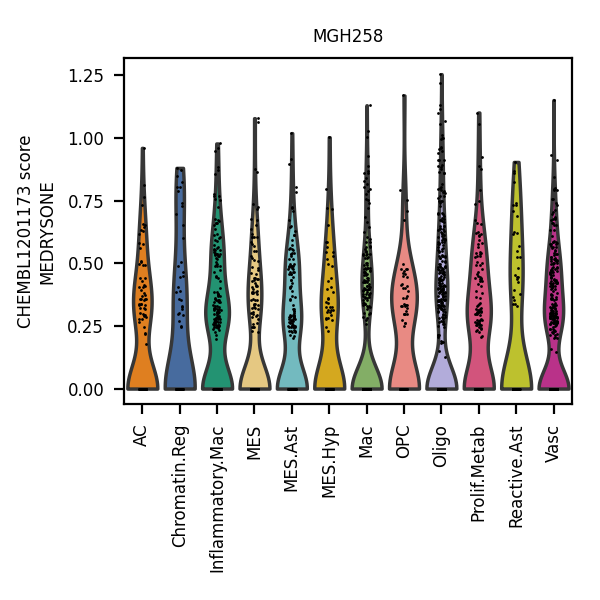 MGH258
CHEMBL1201173 score
MEDRYSONE
1.25
1.00
0.75
0.50
0.25
0.00
AC
Chromatin.Reg
Inflammatory.Mac
MES
MES.Ast
MES.Hyp
Mac
OPC
Oligo
Prolif.Metab
Reactive.Ast
Vasc